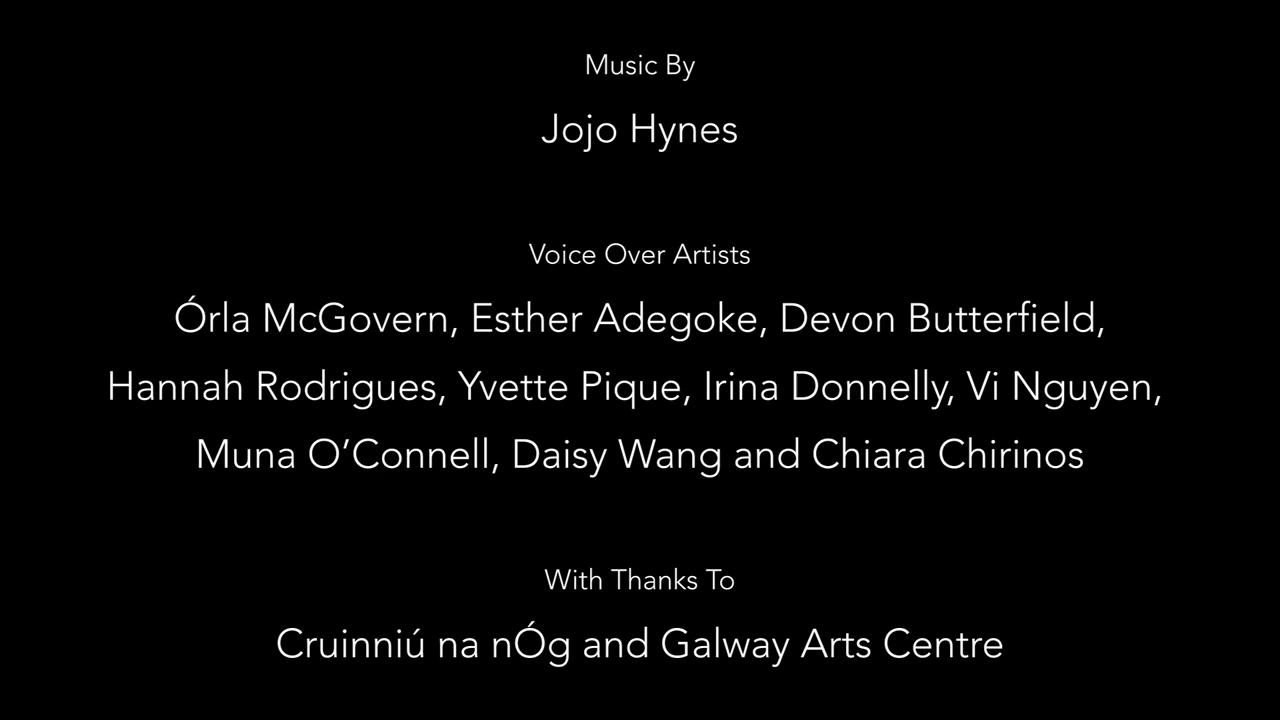 Music By
Jojo Hynes
Voice Over Artists
Órla McGovern, Esther Adegoke, Devon Butterfield,
Hannah Rodrigues, Yvette Pique, Irina Donnelly, Vi Nguyen,
Muna O’Connell, Daisy Wang and Chiara Chirinos
With Thanks To
Cruinniú na nÓg and Galway Arts Centre